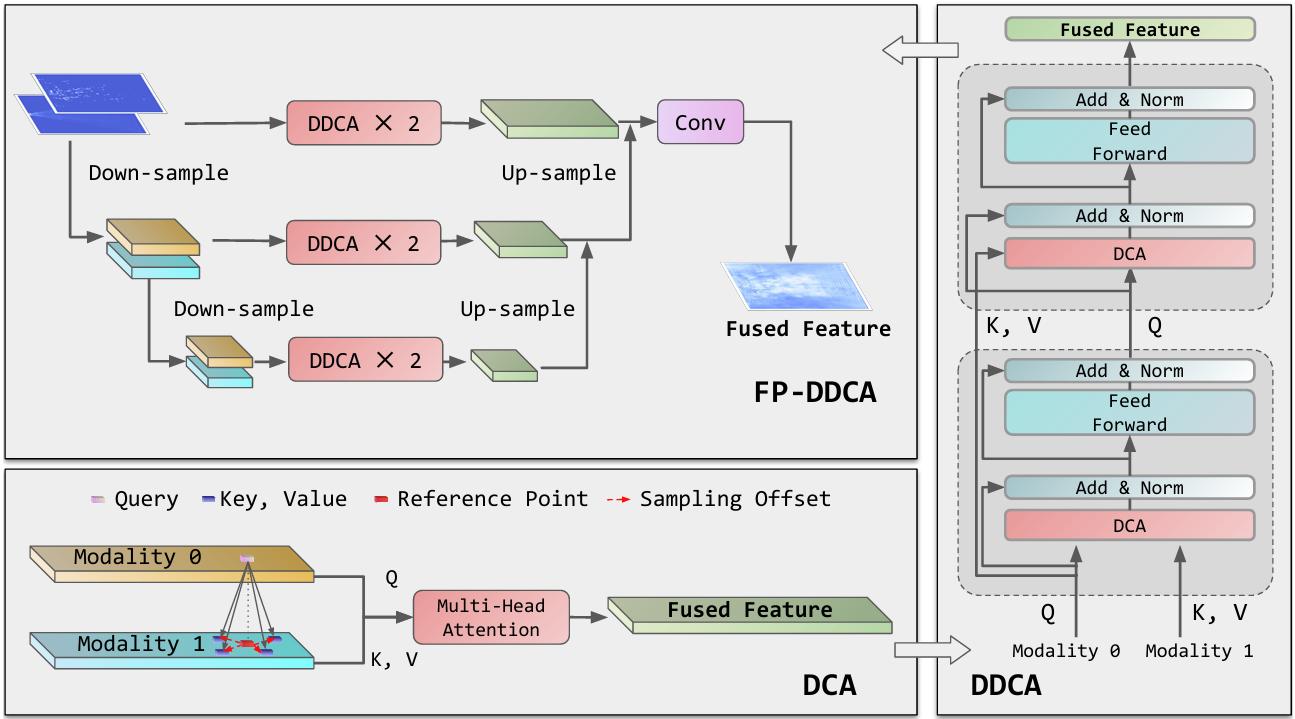 DDCA × 2
Conv
Down-sample
Up-sample
DDCA × 2
Down-sample
Up-sample
Fused Feature
DDCA × 2
FP-DDCA
Query
Key, Value
Reference Point
Sampling Offset
Modality 0
Q
Multi-Head
Attention
Fused Feature
Modality 1
K, V
DCA
Fused Feature
Add & Norm
Feed
Forward
Add & Norm
DCA
K, V
Q
Add & Norm
Feed
Forward
Add & Norm
DCA
Q
K, V
Modality 0
Modality 1
DDCA